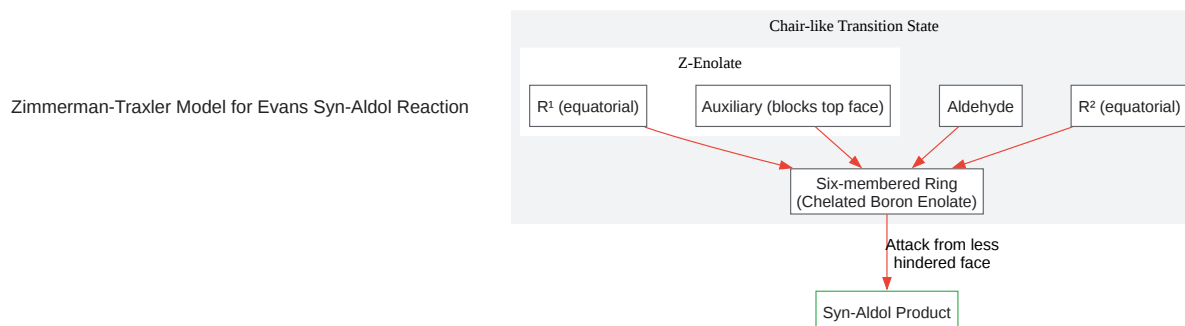 Chair-like Transition State
Z-Enolate
Zimmerman-Traxler Model for Evans Syn-Aldol Reaction
R¹ (equatorial)
Auxiliary (blocks top face)
Aldehyde
R² (equatorial)
Six-membered Ring
(Chelated Boron Enolate)
Attack from less
hindered face
Syn-Aldol Product